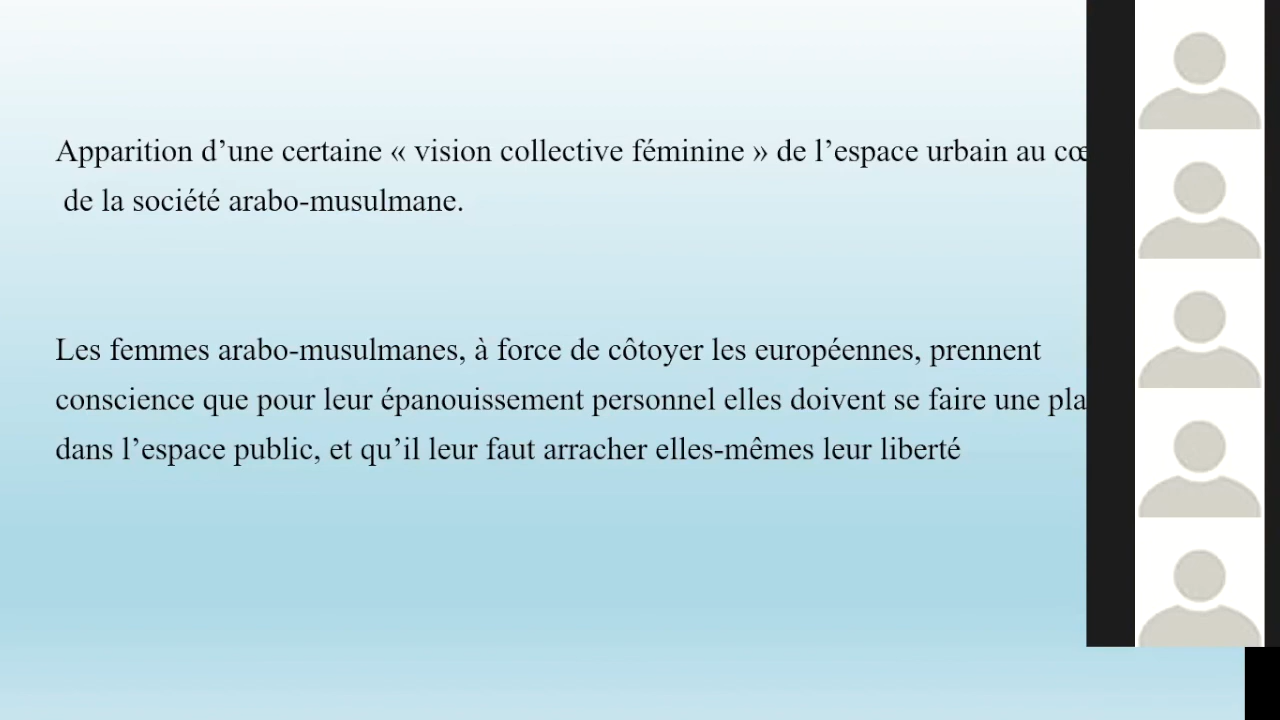 Apparition d’une certaine « vision collective féminine » de l’espace urbain au
de la société arabo-musulmane.
Les femmes arabo-musulmanes, à force de côtoyer les européennes, prennent
conscience que pour leur épanouissement personnel elles doivent se faire une
dans l’espace public, et qu’il leur faut arracher elles-mêmes leur liberté